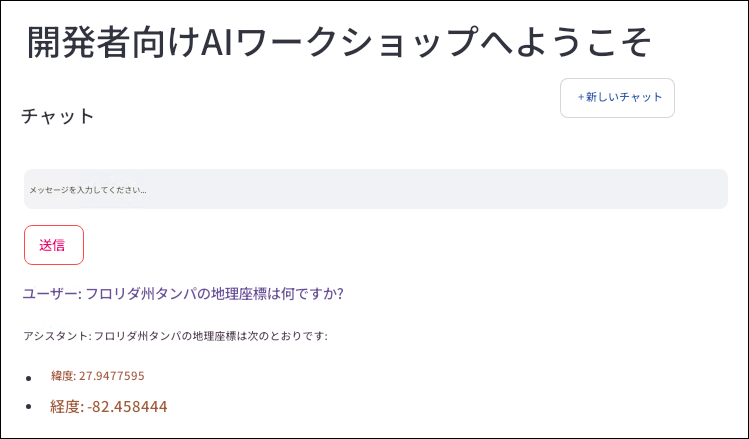 開発者向けAIワークショップへようこそ
+ 新しいチャット
チャット
メッセージを入力してください...
送信
ユーザー: フロリダ州タンパの地理座標は何ですか?
アシスタント: フロリダ州タンパの地理座標は次のとおりです:
緯度: 27.9477595
経度: -82.458444